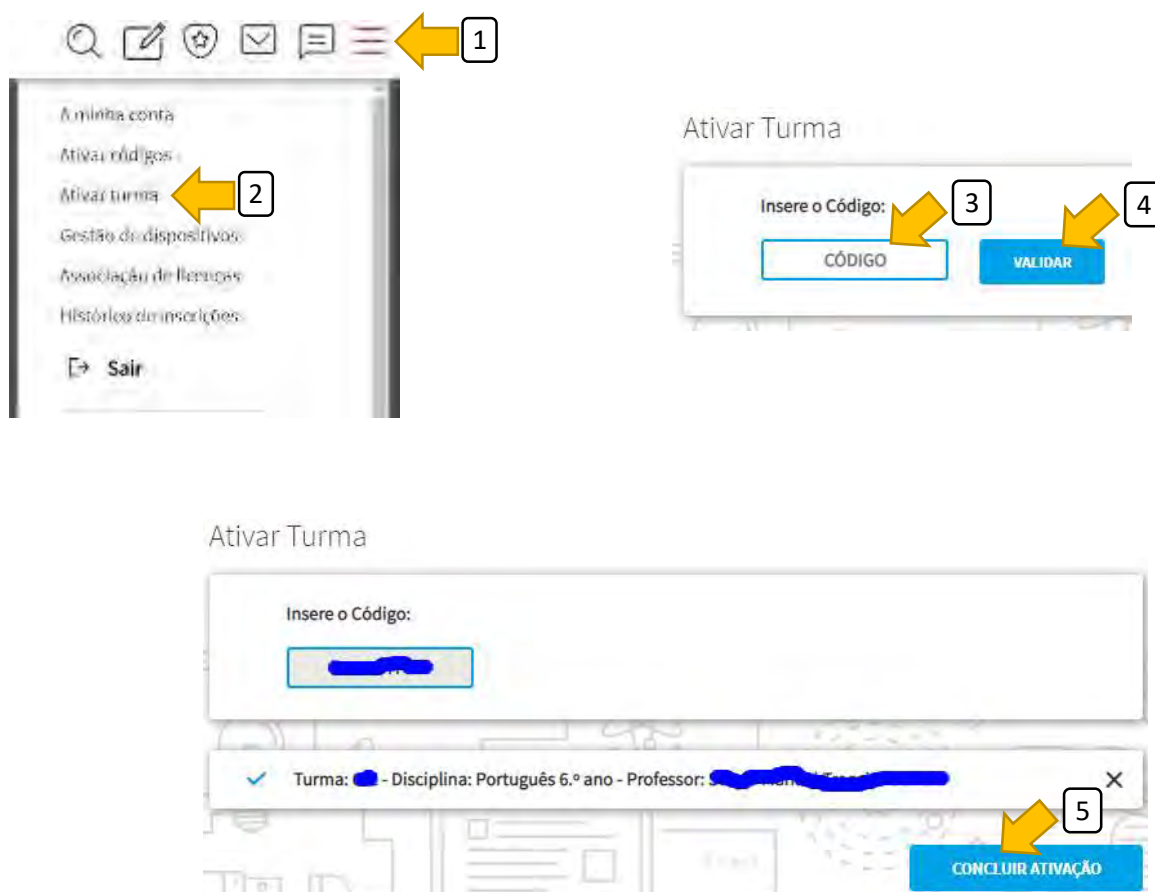 1
A minha conta
Ativar códigos
Ativar turma
2
Gestão de dispositivos
Associação de licenças
Histórico de inscrições
Sair
Ativar Turma
Insere o Código:
3
4
CÓDIGO
VALIDAR
Ativar Turma
Insere o Código:
Turma: - Disciplina: Português 6.º ano - Professor:
5
CONCLUIR ATIVAÇÃO